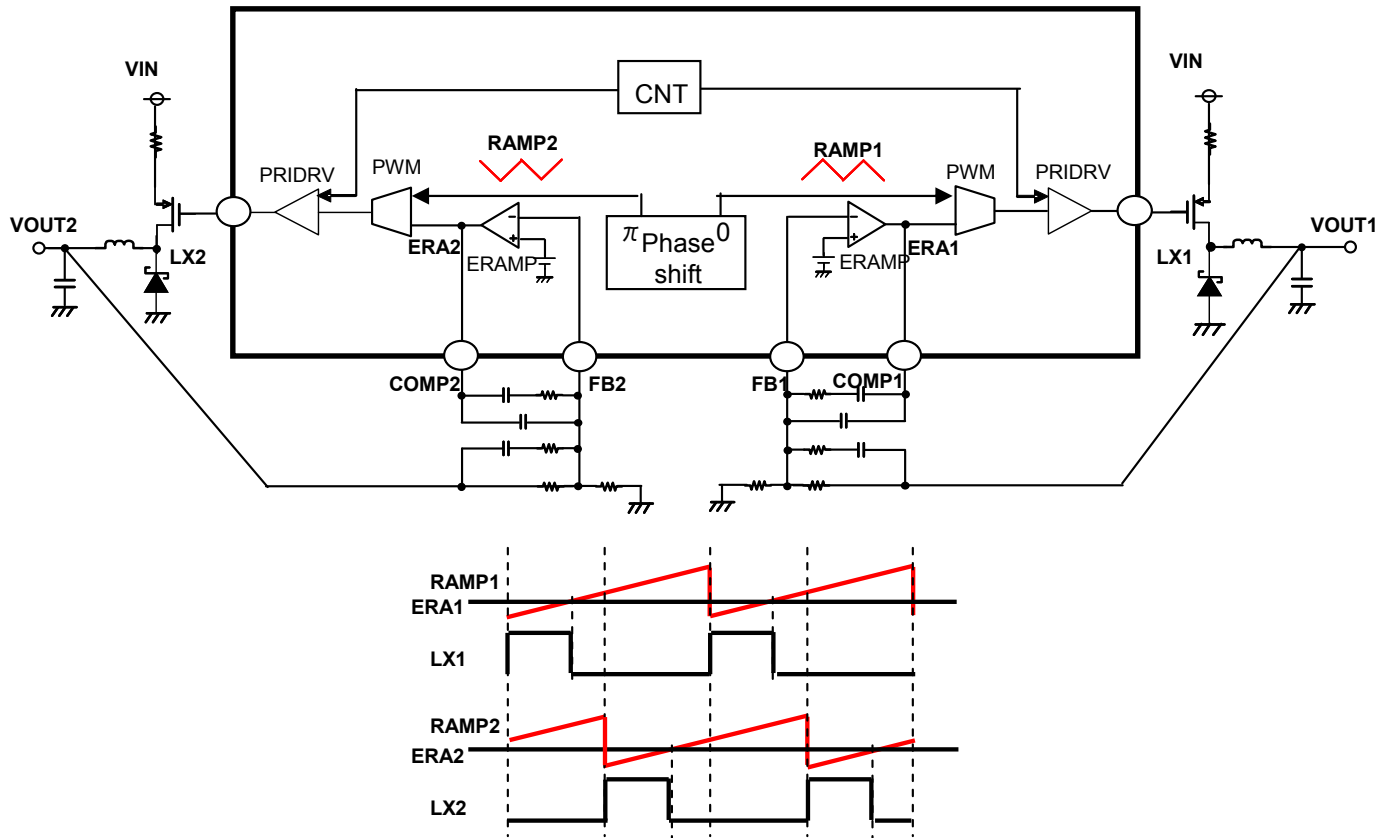 VIN
VIN
CNT
RAMP2
RAMP1
PRIDRV
PWM
PWM
PRIDRV
VOUT2
VOUT1
LX2
ERA2
ERAMP
π Phase 0
shift
ERAMP
ERA1
LX1
COMP2
FB2
FB1
COMP1
RAMP1
ERA1
LX1
RAMP2
ERA2
LX2